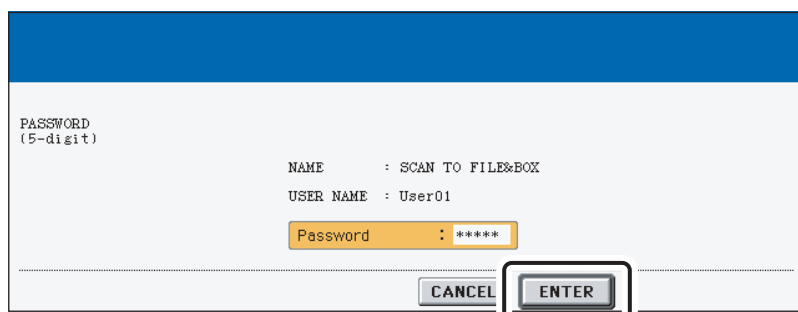 PASSWORD
(5-digit)
NAME : SCAN TO FILE&BOX
USER NAME : User01
Password : *****
CANCEL ENTER